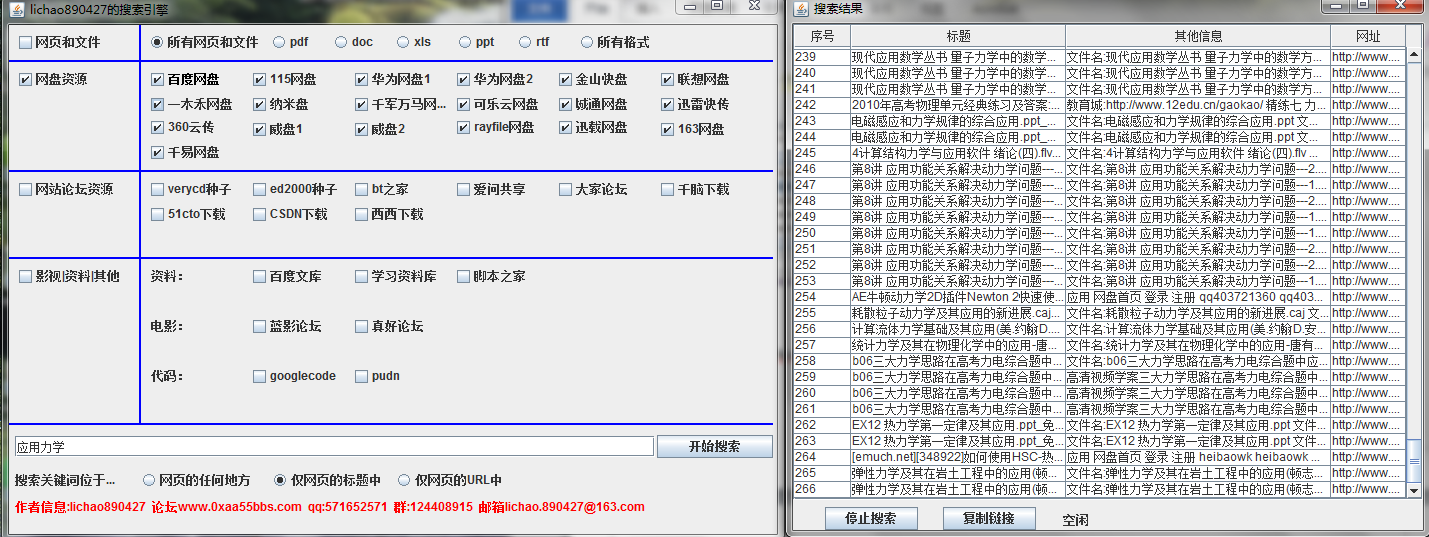 lichao890427的搜索引擎
网页和文件 所有网页和文件 pdf doc xls ppt rtf 所有格式
网盘资源 百度网盘 115网盘 华为网盘1 华为网盘2 金山快盘 联想网盘
一木禾网盘 纳米盘 千军万马网... 可乐云网盘 城通网盘 迅雷快传
360云传 威盘1 威盘2 rayfile网盘 迅载网盘 163网盘
千易网盘
网站论坛资源 verycd种子 ed2000种子 bt之家 爱问共享 大家论坛 千脑下载
51cto下载 CSDN下载 西西下载
影视|资料|其他 资料: 百度文库 学习资料库 脚本之家
电影: 蓝影论坛 真好论坛
代码: googlecode pudn
应用力学 开始搜索
搜索关键词位于... 网页的任何地方 仅网页的标题中 仅网页的URL中
作者信息:lichao890427 论坛www.0xaa55bbs.com qq:571652571 群:124408915 邮箱lichao.890427@163.com
搜索结果
序号 标题 其他信息 网址
239 现代应用数学丛书 量子力学中的数学... 文件名:现代应用数学丛书 量子力学中的数学方... http://www....
240 现代应用数学丛书 量子力学中的数学... 文件名:现代应用数学丛书 量子力学中的数学方... http://www....
241 现代应用数学丛书 量子力学中的数学... 文件名:现代应用数学丛书 量子力学中的数学方... http://www....
242 2010年高考物理单元经典练习及答案:... 教育城:http://www.12edu.cn/gaokao/ 精练七 力... http://www....
243 电磁感应和力学规律的综合应用.ppt_... 文件名:电磁感应和力学规律的综合应用.ppt 文... http://www....
244 电磁感应和力学规律的综合应用.ppt_... 文件名:电磁感应和力学规律的综合应用.ppt 文... http://www....
245 4计算结构力学与应用软件 绪论(四).flv... 文件名:4计算结构力学与应用软件 绪论(四).flv ... http://www....
246 第8讲 应用功能关系解决动力学问题---... 文件名:第8讲 应用功能关系解决动力学问题---2.... http://www....
247 第8讲 应用功能关系解决动力学问题---... 文件名:第8讲 应用功能关系解决动力学问题---1.... http://www....
248 第8讲 应用功能关系解决动力学问题---... 文件名:第8讲 应用功能关系解决动力学问题---2.... http://www....
249 第8讲 应用功能关系解决动力学问题---... 文件名:第8讲 应用功能关系解决动力学问题---1.... http://www....
250 第8讲 应用功能关系解决动力学问题---... 文件名:第8讲 应用功能关系解决动力学问题---1.... http://www....
251 第8讲 应用功能关系解决动力学问题---... 文件名:第8讲 应用功能关系解决动力学问题---2.... http://www....
252 第8讲 应用功能关系解决动力学问题---... 文件名:第8讲 应用功能关系解决动力学问题---2.... http://www....
253 第8讲 应用功能关系解决动力学问题---... 文件名:第8讲 应用功能关系解决动力学问题---1.... http://www....
254 AE牛顿动力学2D插件Newton 2快速使... 应用 网盘首页 登录 注册 qq403721360 qq403... http://www....
255 耗散粒子动力学及其应用的新进展.caj... 文件名:耗散粒子动力学及其应用的新进展.caj 文... http://www....
256 计算流体力学基础及其应用(美.约翰D.... 文件名:计算流体力学基础及其应用(美.约翰D.安... http://www....
257 统计力学及其在物理化学中的应用-唐... 文件名:统计力学及其在物理化学中的应用-唐有... http://www....
258 b06三大力学思路在高考力电综合题中... 文件名:b06三大力学思路在高考力电综合题中应... http://www....
259 b06三大力学思路在高考力电综合题中... 高清视频学案三大力学思路在高考力电综合题中... http://www....
260 b06三大力学思路在高考力电综合题中... 高清视频学案三大力学思路在高考力电综合题中... http://www....
261 b06三大力学思路在高考力电综合题中... 高清视频学案三大力学思路在高考力电综合题中... http://www....
262 EX12 热力学第一定律及其应用.ppt_免... 文件名:EX12 热力学第一定律及其应用.ppt 文件... http://www....
263 EX12 热力学第一定律及其应用.ppt_免... 文件名:EX12 热力学第一定律及其应用.ppt 文件... http://www....
264 [emuch.net][348922]如何使用HSC-热... 应用 网盘首页 登录 注册 heibaowk heibaowk ... http://www....
265 弹性力学及其在岩土工程中的应用(顿... 文件名:弹性力学及其在岩土工程中的应用(顿志... http://www....
266 弹性力学及其在岩土工程中的应用(顿... 文件名:弹性力学及其在岩土工程中的应用(顿志... http://www....
停止搜索 复制链接 空闲